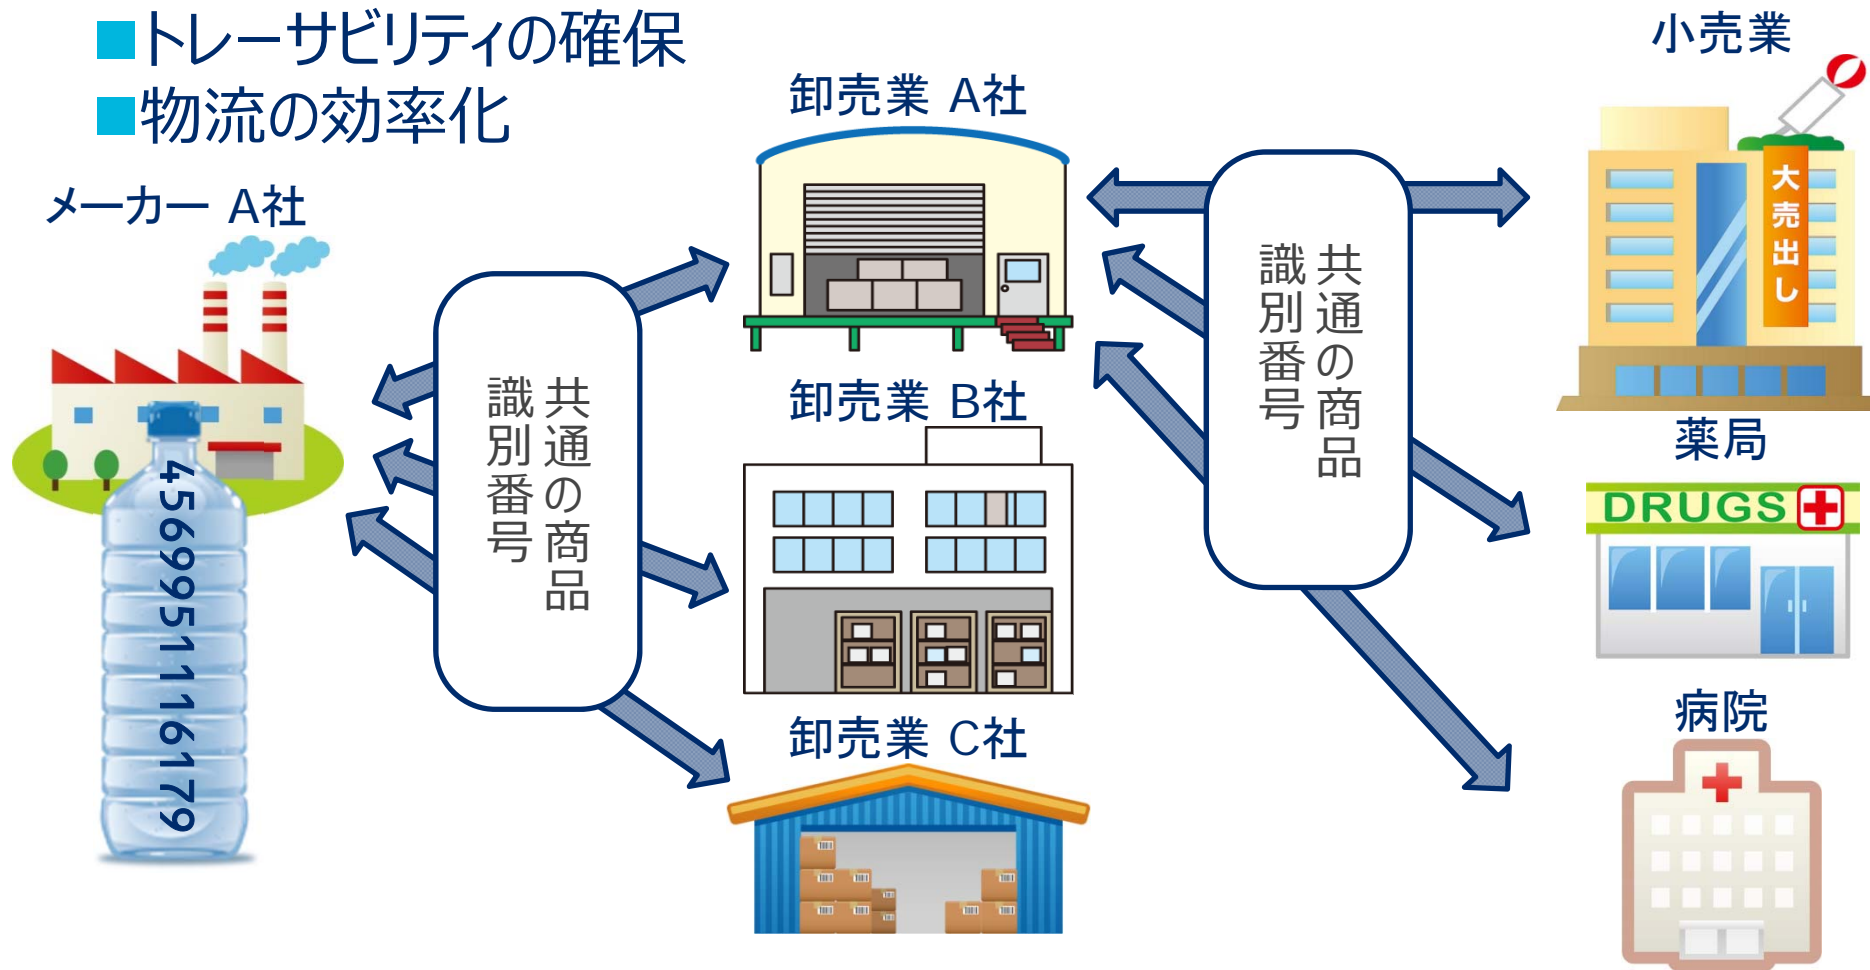 ■トレーサビリティの確保
■物流の効率化
メーカー A社
4569951116179
共通の商品
識別番号
卸売業 A社
卸売業 B社
卸売業 C社
共通の商品
識別番号
小売業
大売出し
薬局
DRUGS
病院